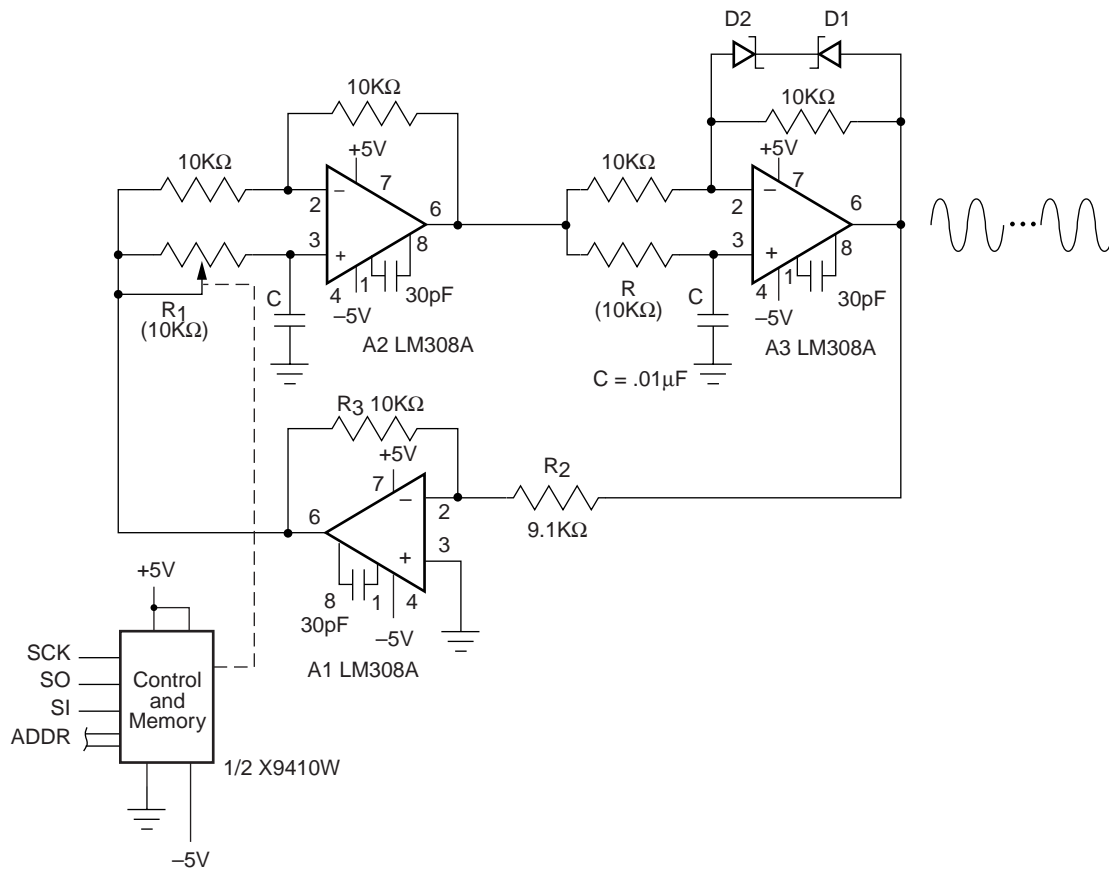 D2 D1
10KΩ
10KΩ
+5V
+5V
10KΩ
10KΩ
7
7
–
–
2
2
6
6
3
3
+
+
8
8
1
1
4
4
R1
(10KΩ)
C
–5V
30pF
R
(10KΩ)
C
–5V
30pF
A2 LM308A
A3 LM308A
C = .01µF
R3 10KΩ
+5V
R2
7
–
6
2
9.1KΩ
3
+
+5V
8
1
4
30pF
–5V
SCK
SO
SI
ADDR
Control
and
Memory
A1 LM308A
1/2 X9410W
–5V